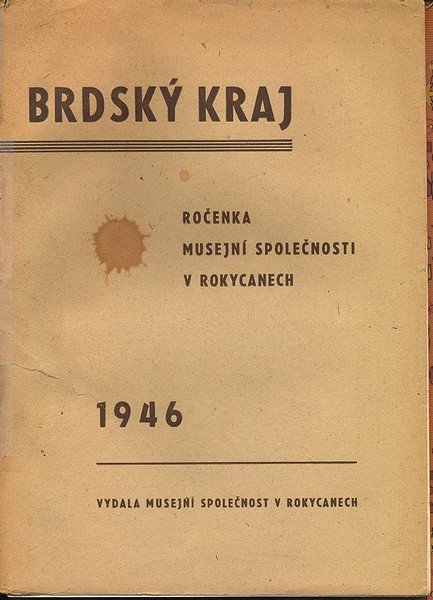 BRDSKÝ KRAJ
ROČENKA
MUSEJNÍ SPOLEČNOSTI
V ROKYCANECH
1946
VYDALA MUSEJNÍ SPOLEČNOST V ROKYCANECH